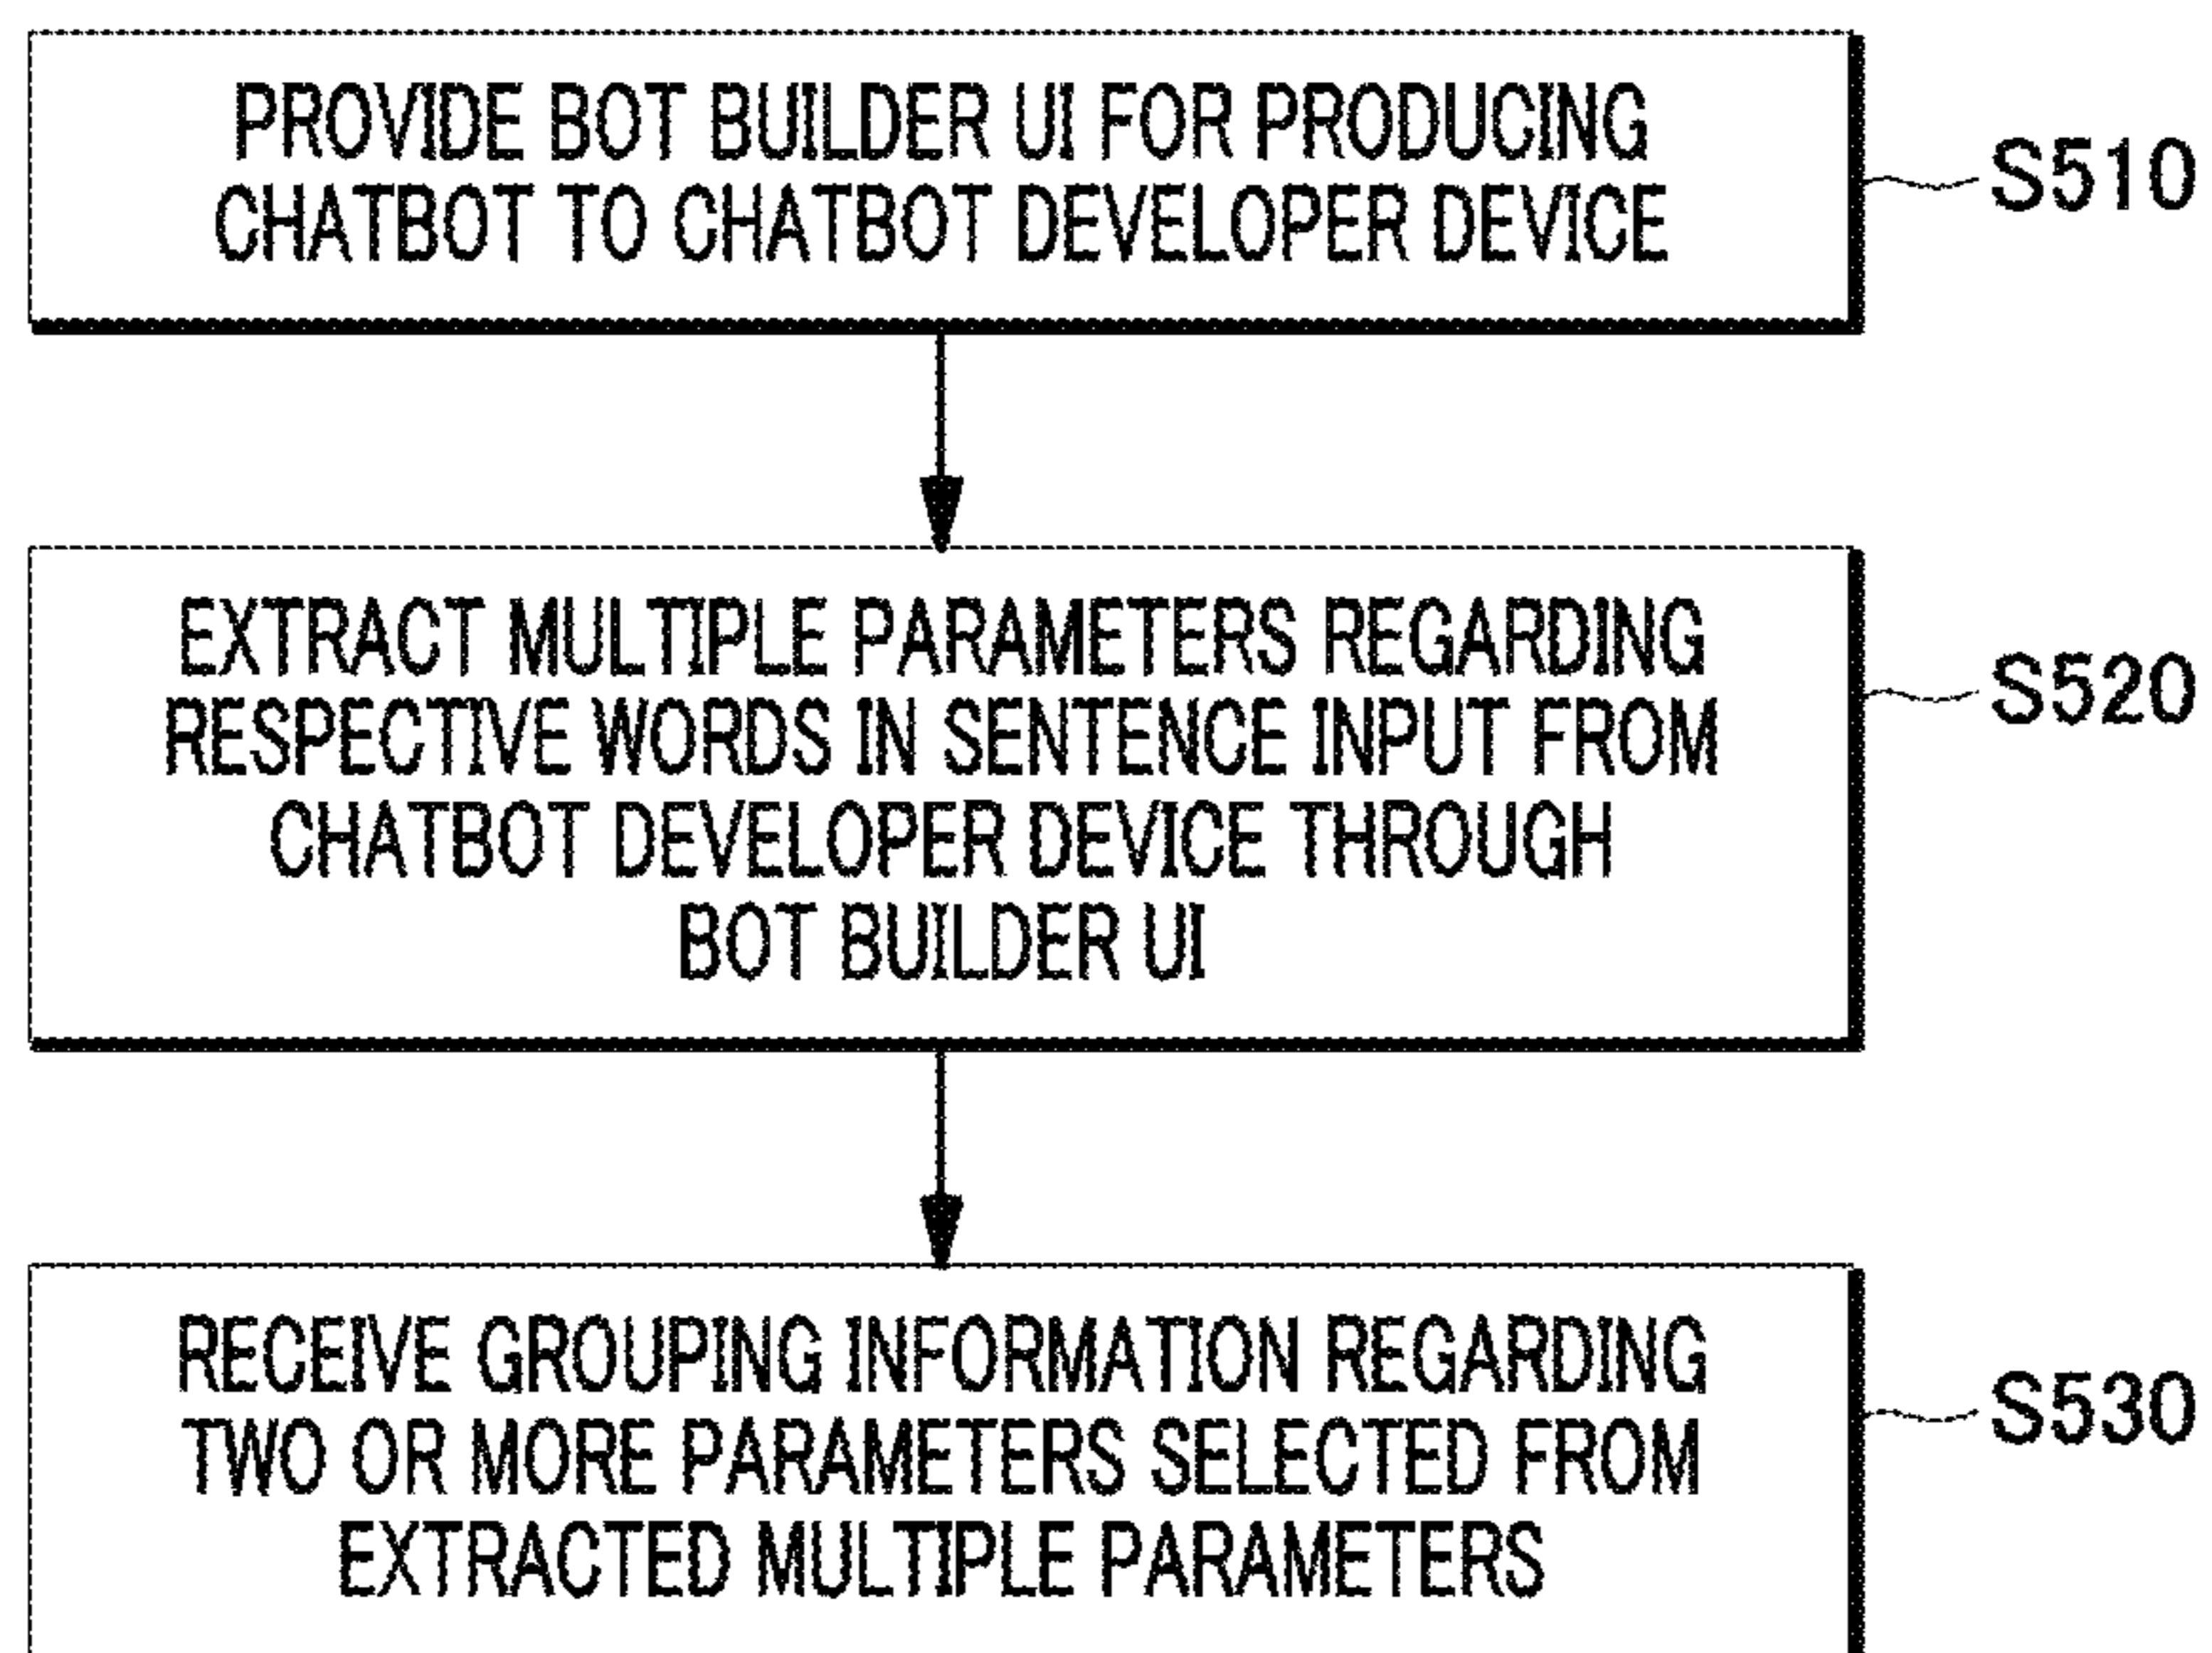 PROVIDE BOT BUILDER UI FOR PRODUCING
CHATBOT TO CHATBOT DEVELOPER DEVICE
S510
EXTRACT MULTIPLE PARAMETERS REGARDING
RESPECTIVE WORDS IN SENTENCE INPUT FROM
CHATBOT DEVELOPER DEVICE THROUGH
BOT BUILDER UI
S520
RECEIVE GROUPING INFORMATION REGARDING
TWO OR MORE PARAMETERS SELECTED FROM
EXTRACTED MULTIPLE PARAMETERS
S530